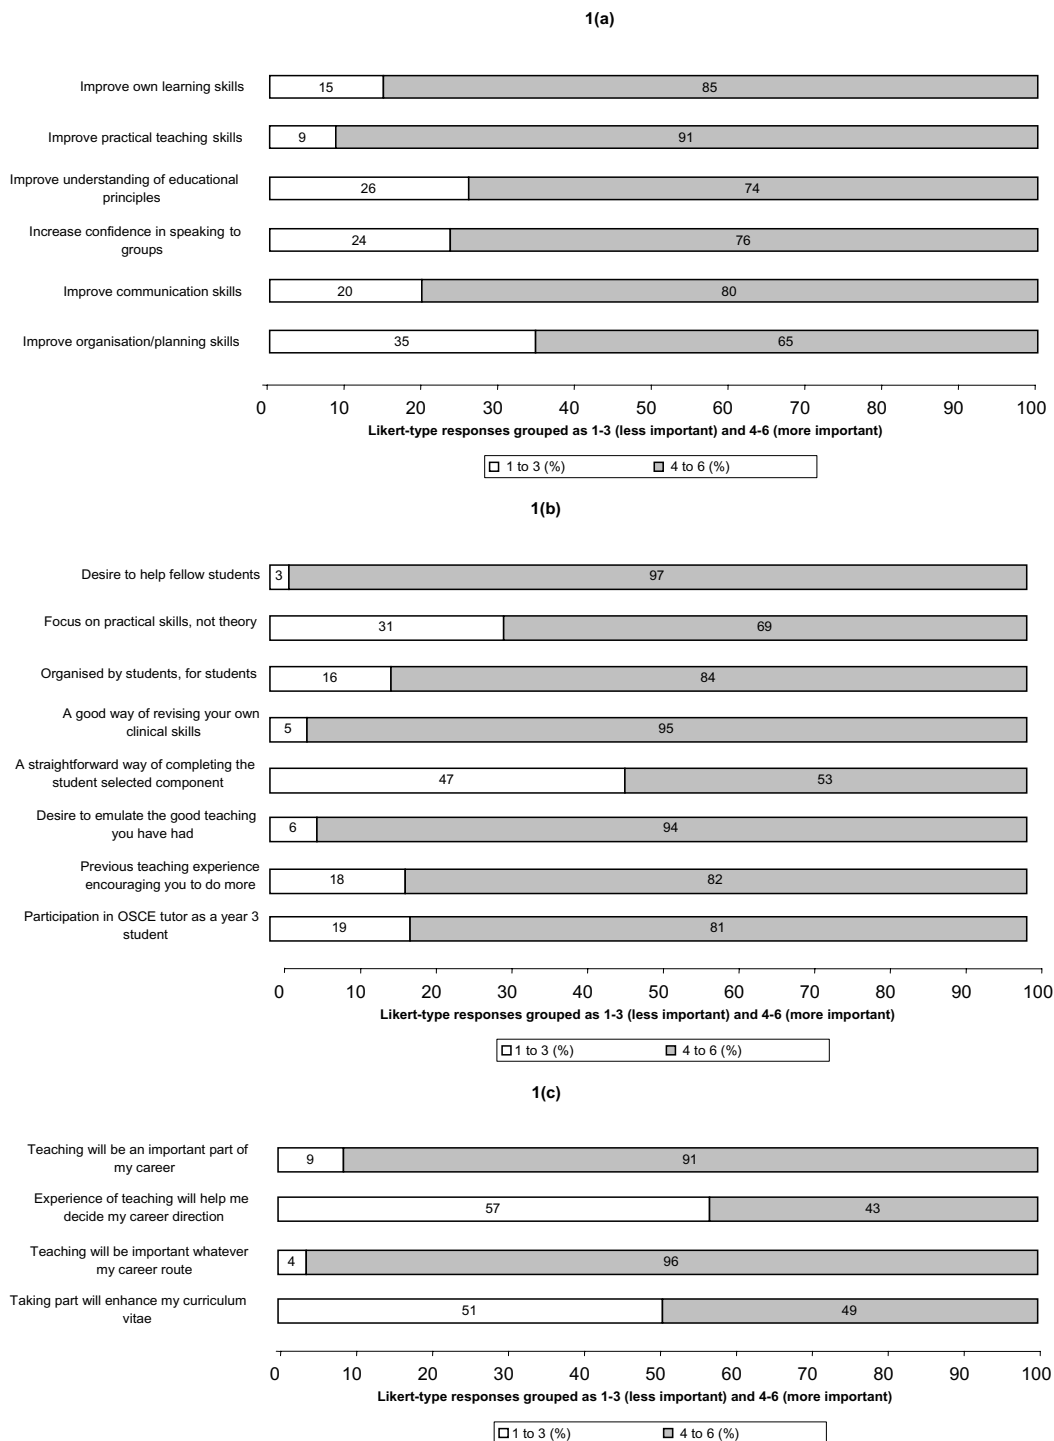 1(a)
Improve own learning skills
15 85
Improve practical teaching skills
9 91
Improve understanding of educational
principles
26 74
Increase confidence in speaking to
groups
24 76
Improve communication skills
20 80
Improve organisation/planning skills
35 65
0 10 20 30 40 50 60 70 80 90 100
Likert-type responses grouped as 1-3 (less important) and 4-6 (more important)
1 to 3 (%) 4 to 6 (%)
1(b)
Desire to help fellow students
3 97
Focus on practical skills, not theory
31 69
Organised by students, for students
16 84
A good way of revising your own
clinical skills
5 95
A straightforward way of completing the
student selected component
47 53
Desire to emulate the good teaching
you have had
6 94
Previous teaching experience
encouraging you to do more
18 82
Participation in OSCE tutor as a year 3
student
19 81
0 10 20 30 40 50 60 70 80 90 100
Likert-type responses grouped as 1-3 (less important) and 4-6 (more important)
1 to 3 (%) 4 to 6 (%)
1(c)
Teaching will be an important part of
my career
9 91
Experience of teaching will help me
decide my career direction
57 43
Teaching will be important whatever
my career route
4 96
Taking part will enhance my curriculum
vitae
51 49
0 10 20 30 40 50 60 70 80 90 100
Likert-type responses grouped as 1-3 (less important) and 4-6 (more important)
1 to 3 (%) 4 to 6 (%)